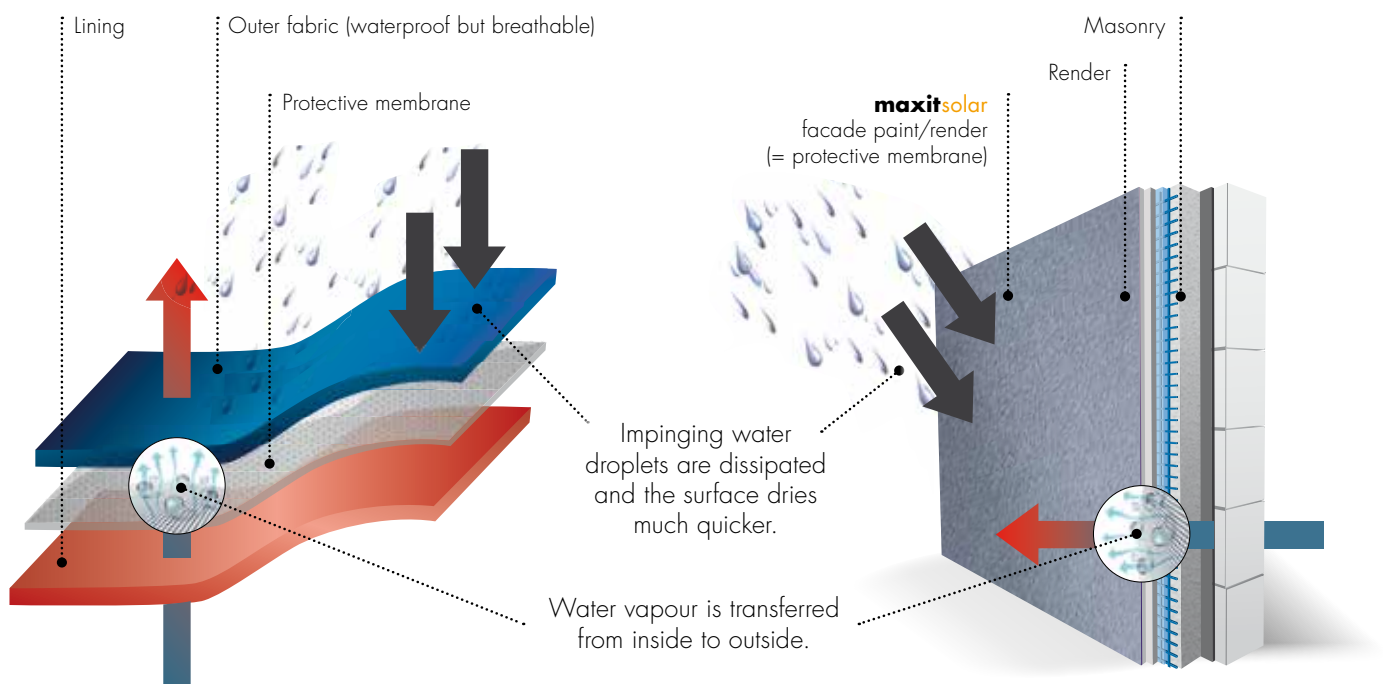 Lining
Outer fabric (waterproof but breathable)
Protective membrane
Masonry
Render
maxitsolar
facade paint/render
(= protective membrane)
Impinging water
droplets are dissipated
and the surface dries
much quicker.
Water vapour is transferred
from inside to outside.